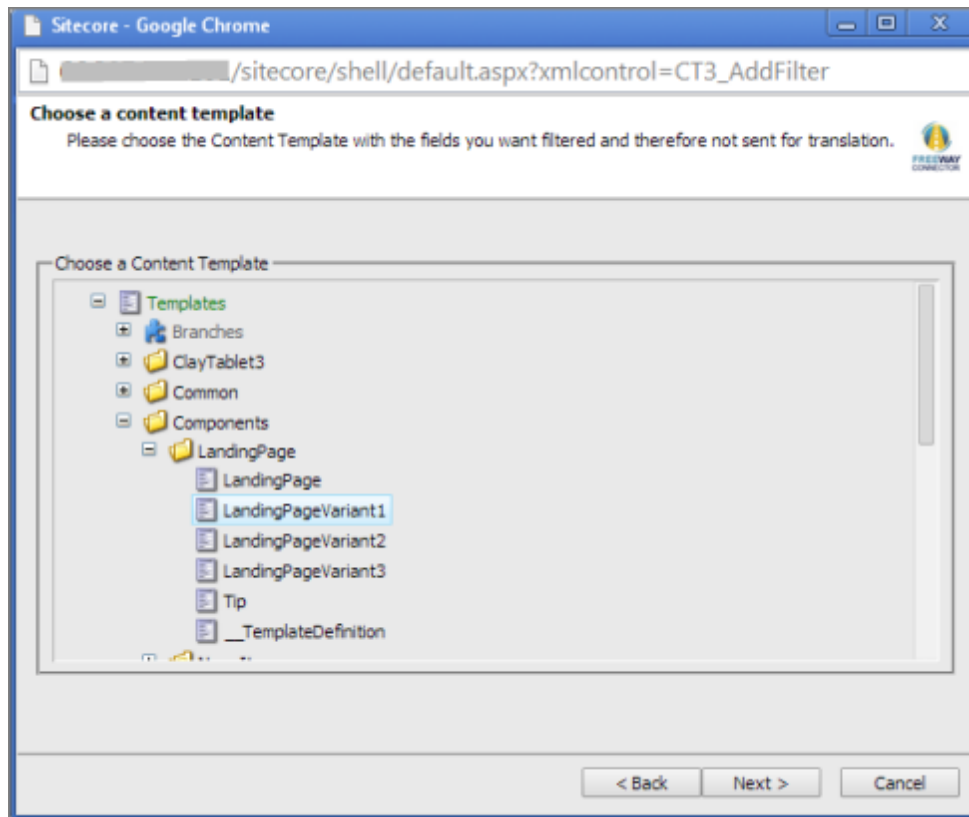 Sitecore - Google Chrome
/sitecore/shell/default.aspx?xmlcontrol=CT3_AddFilter
Choose a content template
Please choose the Content Template with the fields you want filtered and therefore not sent for translation.
FREEWAY
CONNECTOR
Choose a Content Template
Templates
Branches
ClayTablet3
Common
Components
LandingPage
LandingPage
LandingPageVariant1
LandingPageVariant2
LandingPageVariant3
Tip
__TemplateDefinition
< Back Next > Cancel